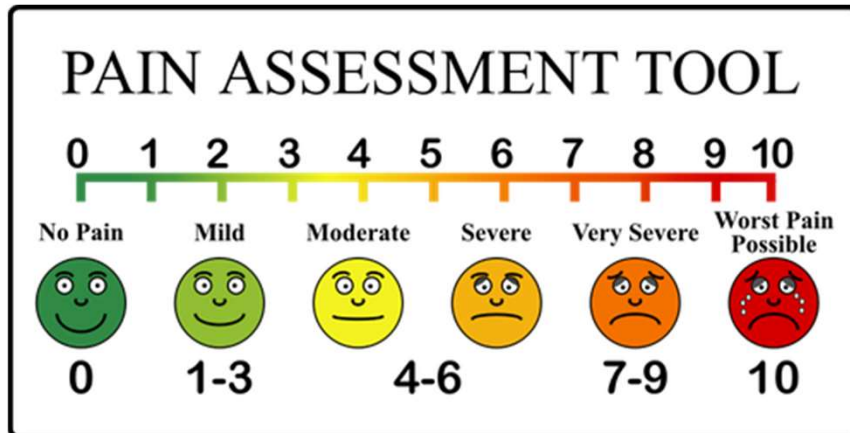 PAIN ASSESSMENT TOOL
0 1 2 3 4 5 6 7 8 9 10
No Pain Mild Moderate Severe Very Severe Worst Pain
Possible
0 1-3 4-6 7-9 10